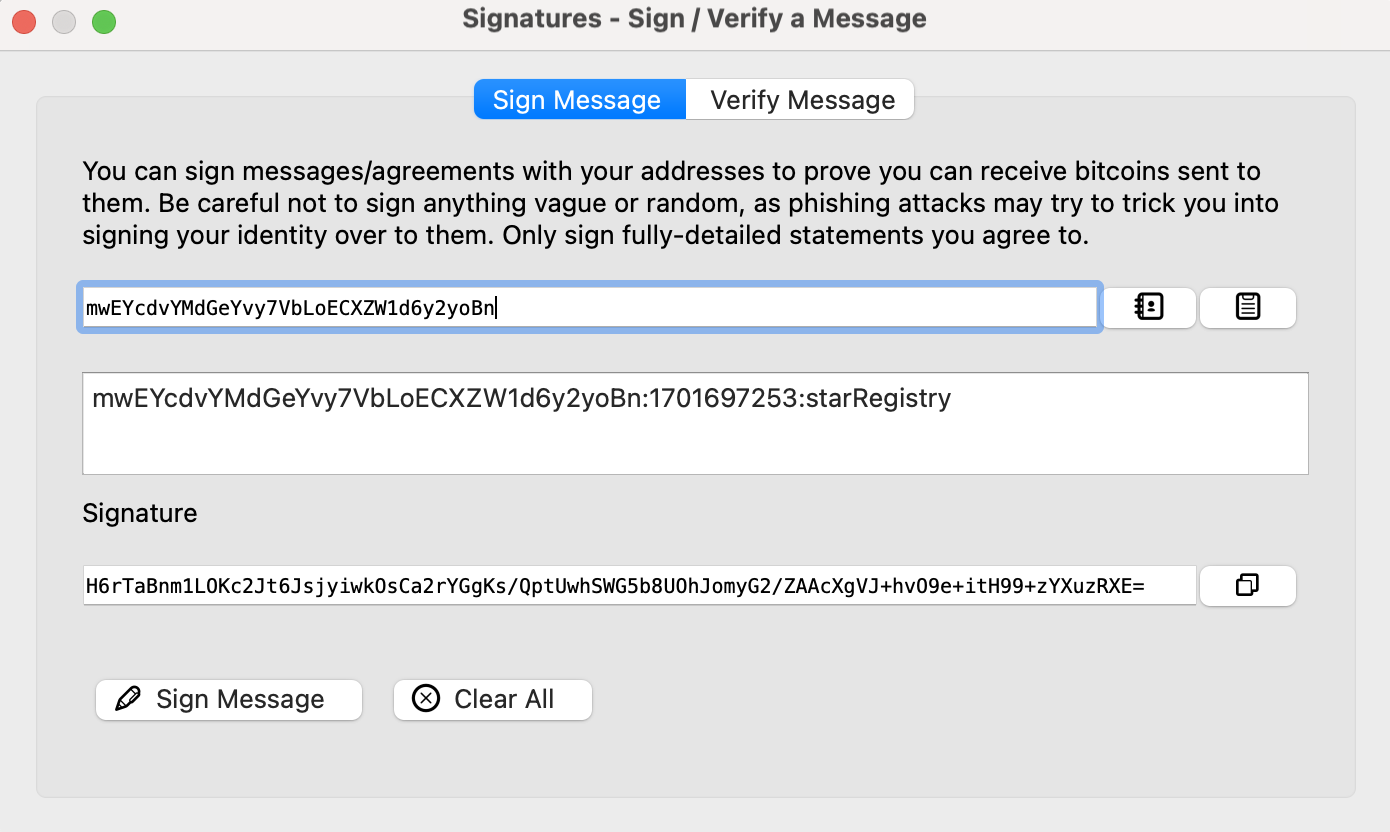 Signatures - Sign / Verify a Message
Sign Message
Verify Message
You can sign messages/agreements with your addresses to prove you can receive bitcoins sent to
them. Be careful not to sign anything vague or random, as phishing attacks may try to trick you into
signing your identity over to them. Only sign fully-detailed statements you agree to.
mwEYcdvYMdGeYvy7VbLoECXZW1d6y2yoBn
mwEYcdvYMdGeYvy7VbLoECXZW1d6y2yoBn:1701697253:starRegistry
Signature
H6rTaBnm1LOKc2Jt6JsjyiwkOsCa2rYGgKs/QptUwhSWG5b8UOhJomyG2/ZAAcXgVJ+hvO9e+itH99+zYXuzRXE=
Sign Message
Clear All